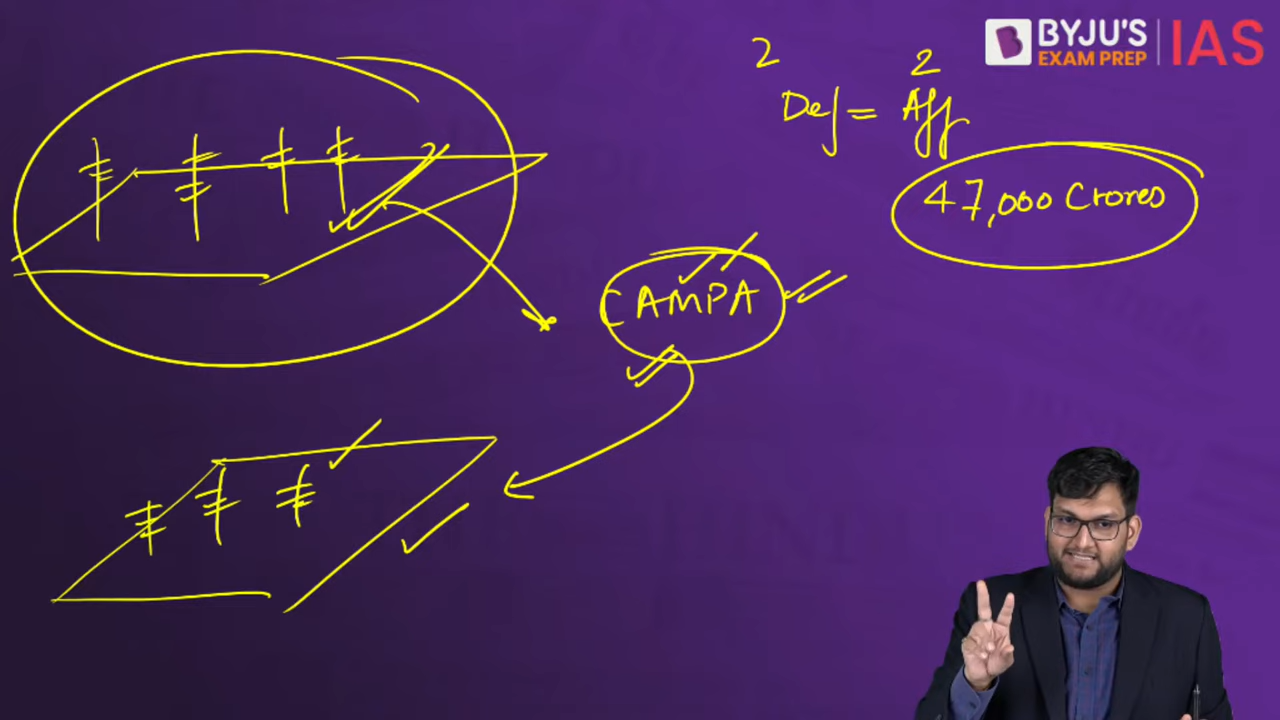 BYJU'S
EXAM PREP
IAS
2
2
Def = Aff
47,000 Crores
CAMPA